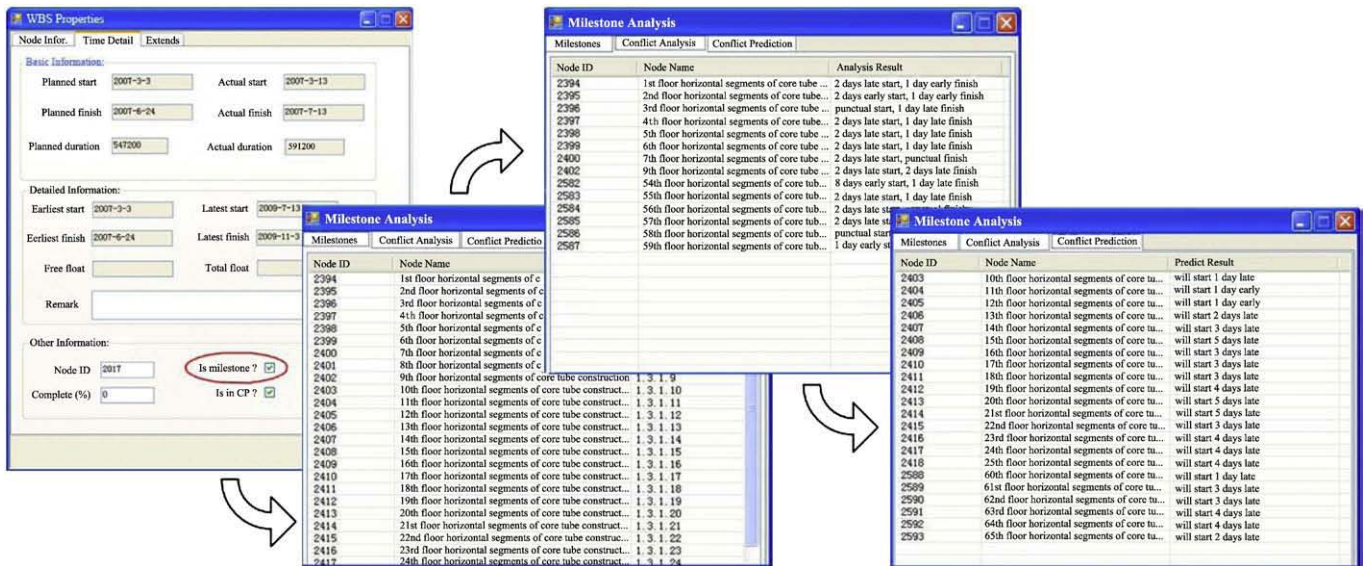 WBS Properties
Node Infor. Time Detail Extends
Basic Information:
Planned start 2007-3-3 Actual start 2007-3-13
Planned finish 2007-6-24 Actual finish 2007-7-13
Planned duration 547200 Actual duration 591200
Detailed Information:
Earliest start 2007-3-3 Latest start 2009-7-13
Eerliest finish 2007-6-24 Latest finish 2009-11-3
Free float Total float
Remark
Other Information:
Node ID 2017 Is milestone ?
Complete (%) 0 Is in CP ?
Milestone Analysis
Milestones Conflict Analysis Conflict Predictio
Node ID Node Name
2394 1st floor horizontal segments of c
2395 2nd floor horizontal segments of c
2396 3rd floor horizontal segments of c
2397 4th floor horizontal segments of c
2398 5th floor horizontal segments of c
2399 6th floor horizontal segments of c
2400 7th floor horizontal segments of c
2401 8th floor horizontal segments of c
2402 9th floor horizontal segments of core tube construction 1. 3. 1. 9
2403 10th floor horizontal segments of core tube construct... 1. 3. 1. 10
2404 11th floor horizontal segments of core tube construct... 1. 3. 1. 11
2405 12th floor horizontal segments of core tube construct... 1. 3. 1. 12
2406 13th floor horizontal segments of core tube construct... 1. 3. 1. 13
2407 14th floor horizontal segments of core tube construct... 1. 3. 1. 14
2408 15th floor horizontal segments of core tube construct... 1. 3. 1. 15
2409 16th floor horizontal segments of core tube construct... 1. 3. 1. 16
2410 17th floor horizontal segments of core tube construct... 1. 3. 1. 17
2411 18th floor horizontal segments of core tube construct... 1. 3. 1. 18
2412 19th floor horizontal segments of core tube construct... 1. 3. 1. 19
2413 20th floor horizontal segments of core tube construct... 1. 3. 1. 20
2414 21st floor horizontal segments of core tube construct... 1. 3. 1. 21
2415 22nd floor horizontal segments of core tube construc... 1. 3. 1. 22
2416 23rd floor horizontal segments of core tube construct... 1. 3. 1. 23
2417 24th floor horizontal segments of core tube construct... 1. 3. 1. 24
Milestone Analysis
Milestones Conflict Analysis Conflict Prediction
Node ID Node Name Analysis Result
2394 1st floor horizontal segments of core tube ... 2 days late start, 1 day early finish
2395 2nd floor horizontal segments of core tube... 2 days early start, 1 day early finish
2396 3rd floor horizontal segments of core tube ... punctual start, 1 day late finish
2397 4th floor horizontal segments of core tube... 2 days late start, 1 day late finish
2398 5th floor horizontal segments of core tube ... 2 days late start, 1 day late finish
2399 6th floor horizontal segments of core tube ... 2 days late start, 1 day late finish
2400 7th floor horizontal segments of core tube ... 2 days late start, punctual finish
2402 9th floor horizontal segments of core tube ... 2 days late start, 2 days late finish
2582 54th floor horizontal segments of core tub... 8 days early start, 1 day late finish
2583 55th floor horizontal segments of core tub... 2 days late start, 1 day late finish
2584 56th floor horizontal segments of core tub... 2 days late
2585 57th floor horizontal segments of core tub... 2 days late st
2586 58th floor horizontal segments of core tub... punctual start
2587 59th floor horizontal segments of core tub... 1 day early st
Milestone Analysis
Milestones Conflict Analysis Conflict Prediction
Node ID Node Name Predict Result
2403 10th floor horizontal segments of core tu... will start 1 day late
2404 11th floor horizontal segments of core tu... will start 1 day early
2405 12th floor horizontal segments of core tu... will start 1 day early
2406 13th floor horizontal segments of core tu... will start 2 days late
2407 14th floor horizontal segments of core tu... will start 3 days late
2408 15th floor horizontal segments of core tu... will start 5 days late
2409 16th floor horizontal segments of core tu... will start 3 days late
2410 17th floor horizontal segments of core tu... will start 3 days late
2411 18th floor horizontal segments of core tu... will start 3 days late
2412 19th floor horizontal segments of core tu... will start 4 days late
2413 20th floor horizontal segments of core tu... will start 5 days late
2414 21st floor horizontal segments of core tu... will start 5 days late
2415 22nd floor horizontal segments of core tu... will start 3 days late
2416 23rd floor horizontal segments of core tu... will start 4 days late
2417 24th floor horizontal segments of core tu... will start 4 days late
2418 25th floor horizontal segments of core tu... will start 4 days late
2588 60th floor horizontal segments of core tu... will start 1 day late
2589 61st floor horizontal segments of core tu... will start 3 days late
2590 62nd floor horizontal segments of core tu... will start 3 days late
2591 63rd floor horizontal segments of core tu... will start 4 days late
2592 64th floor horizontal segments of core tu... will start 4 days late
2593 65th floor horizontal segments of core tu... will start 2 days late